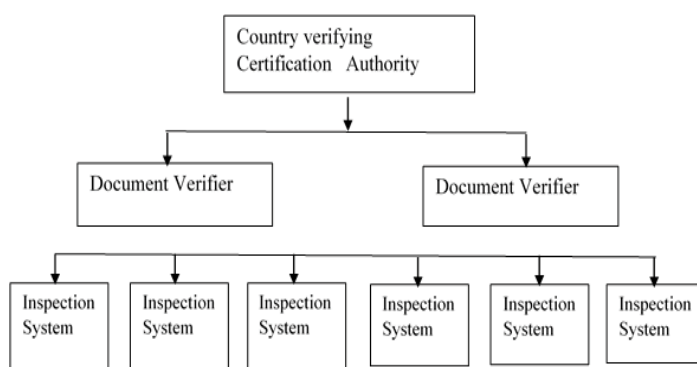 Country verifying
Certification Authority
Document Verifier
Document Verifier
Inspection
System
Inspection
System
Inspection
System
Inspection
System
Inspection
System
Inspection
System